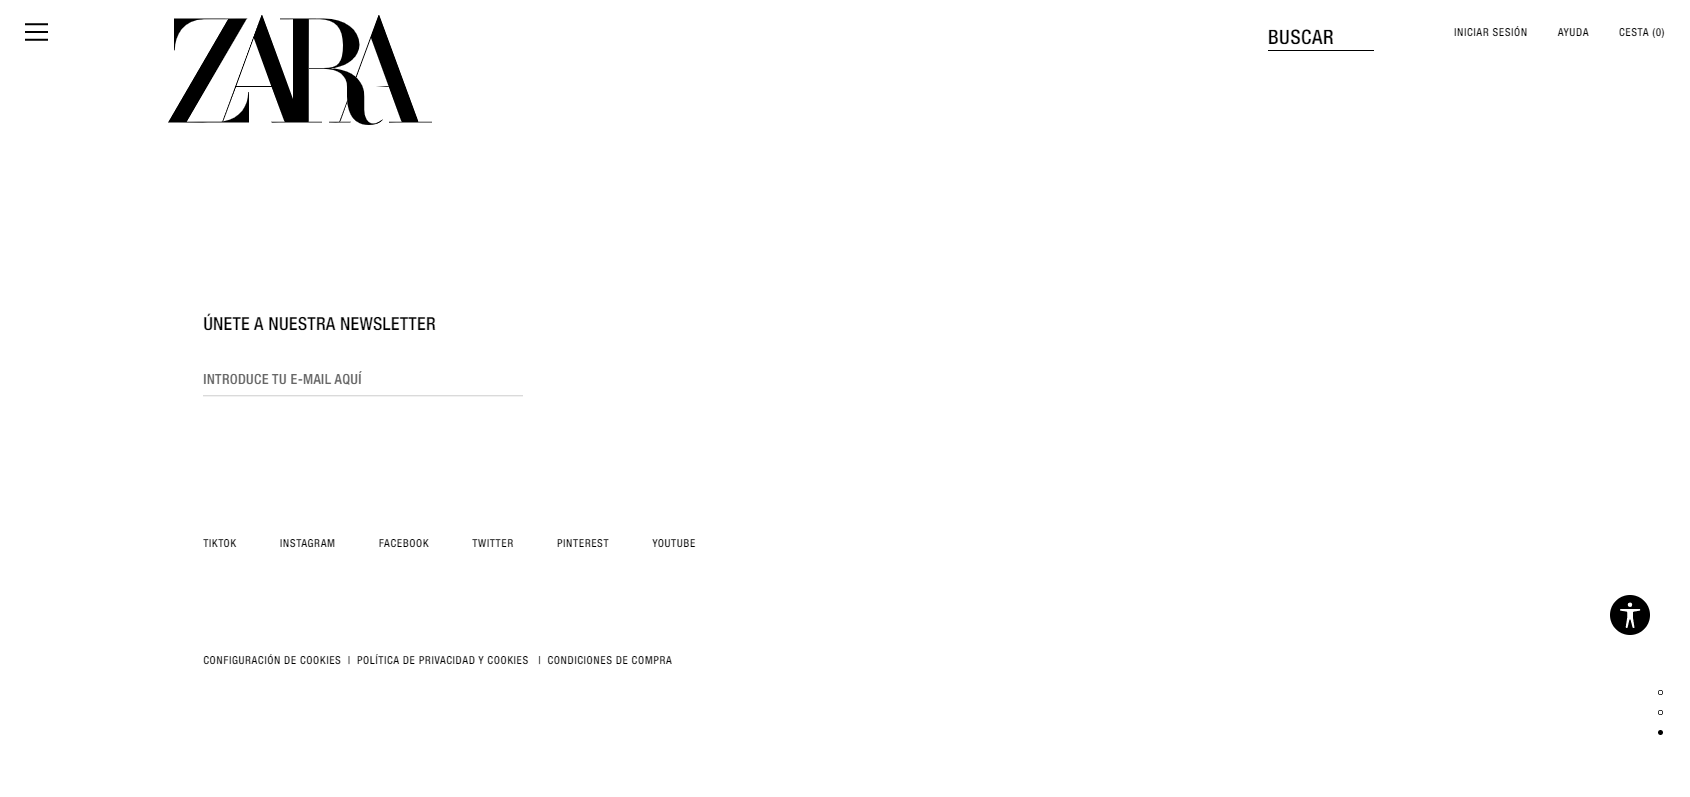 ZARA
BUSCAR
INICIAR SESIÓN
AYUDA
CESTA (0)
ÚNETE A NUESTRA NEWSLETTER
INTRODUCE TU E-MAIL AQUÍ
TIKTOK INSTAGRAM FACEBOOK TWITTER PINTEREST YOUTUBE
CONFIGURACIÓN DE COOKIES | POLÍTICA DE PRIVACIDAD Y COOKIES | CONDICIONES DE COMPRA